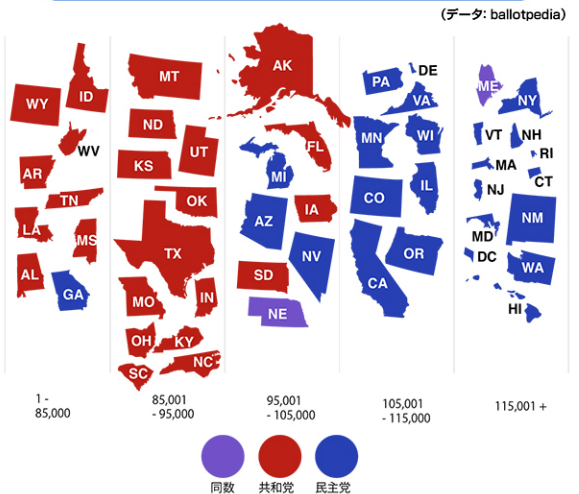 (データ: ballotpedia)
WY
ID
WV
AR
TN
LA
MS
AL
GA
MT
ND
UT
KS
OK
TX
MO
IN
OH
KY
SC
NC
AK
FL
MI
AZ
IA
NV
SD
NE
PA
DE
VA
MN
WI
CO
IL
OR
CA
ME
NY
VT
NH
RI
MA
CT
NJ
NM
MD
DC
WA
HI
1 -
85,000
85,001
- 95,000
95,001
- 105,000
105,001
- 115,000
115,001 +
同数
共和党
民主党